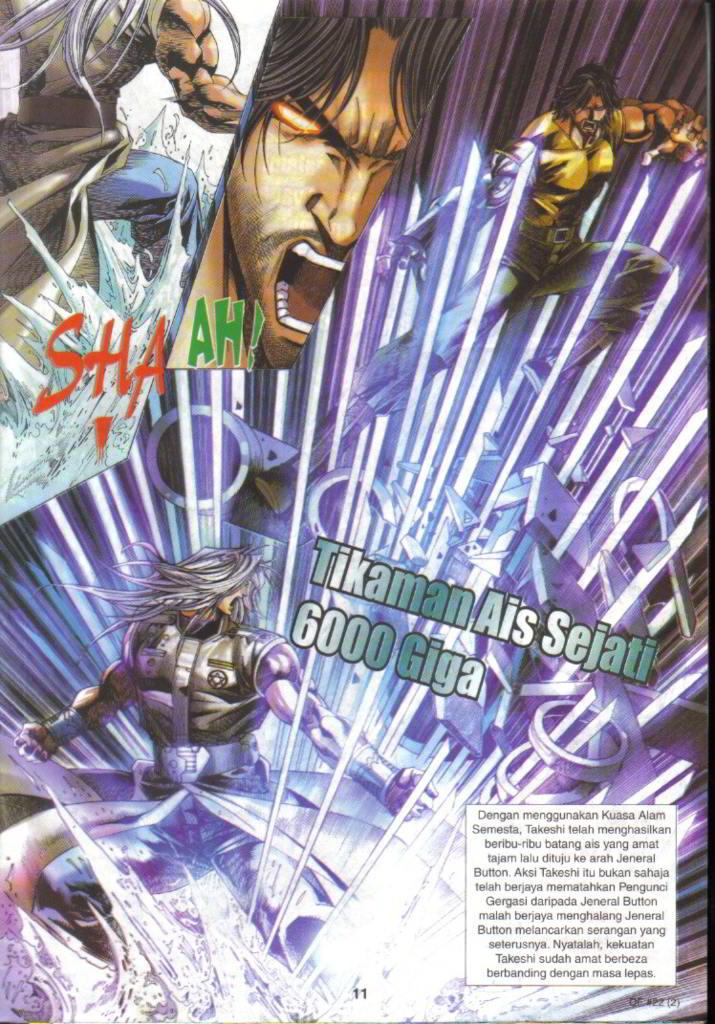 SHA
!
AH!
Tikaman Ais Sejati
6000 Giga
Dengan menggunakan Kuasa Alam
Semesta, Takeshi telah menghasilkan
beribu-ribu batang ais yang amat
tajam lalu dituju ke arah Jeneral
Button. Aksi Takeshi itu bukan sahaja
telah berjaya mematahkan Pengunci
Gergasi daripada Jeneral Button
malah berjaya menghalang Jeneral
Button melancarkan serangan yang
seterusnya. Nyatalah, kekuatan
Takeshi sudah amat berbeza
berbanding dengan masa lepas.
11